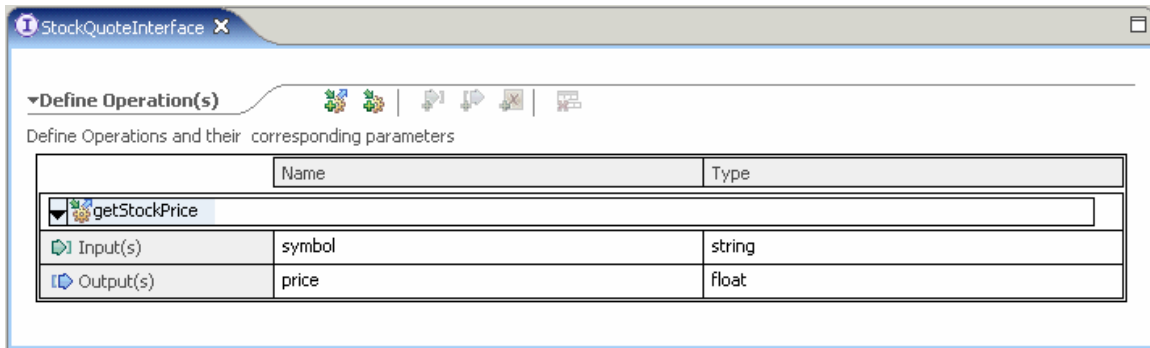 StockQuoteInterface
Define Operation(s)
Define Operations and their corresponding parameters
Name Type
getStockPrice
Input(s) symbol string
Output(s) price float